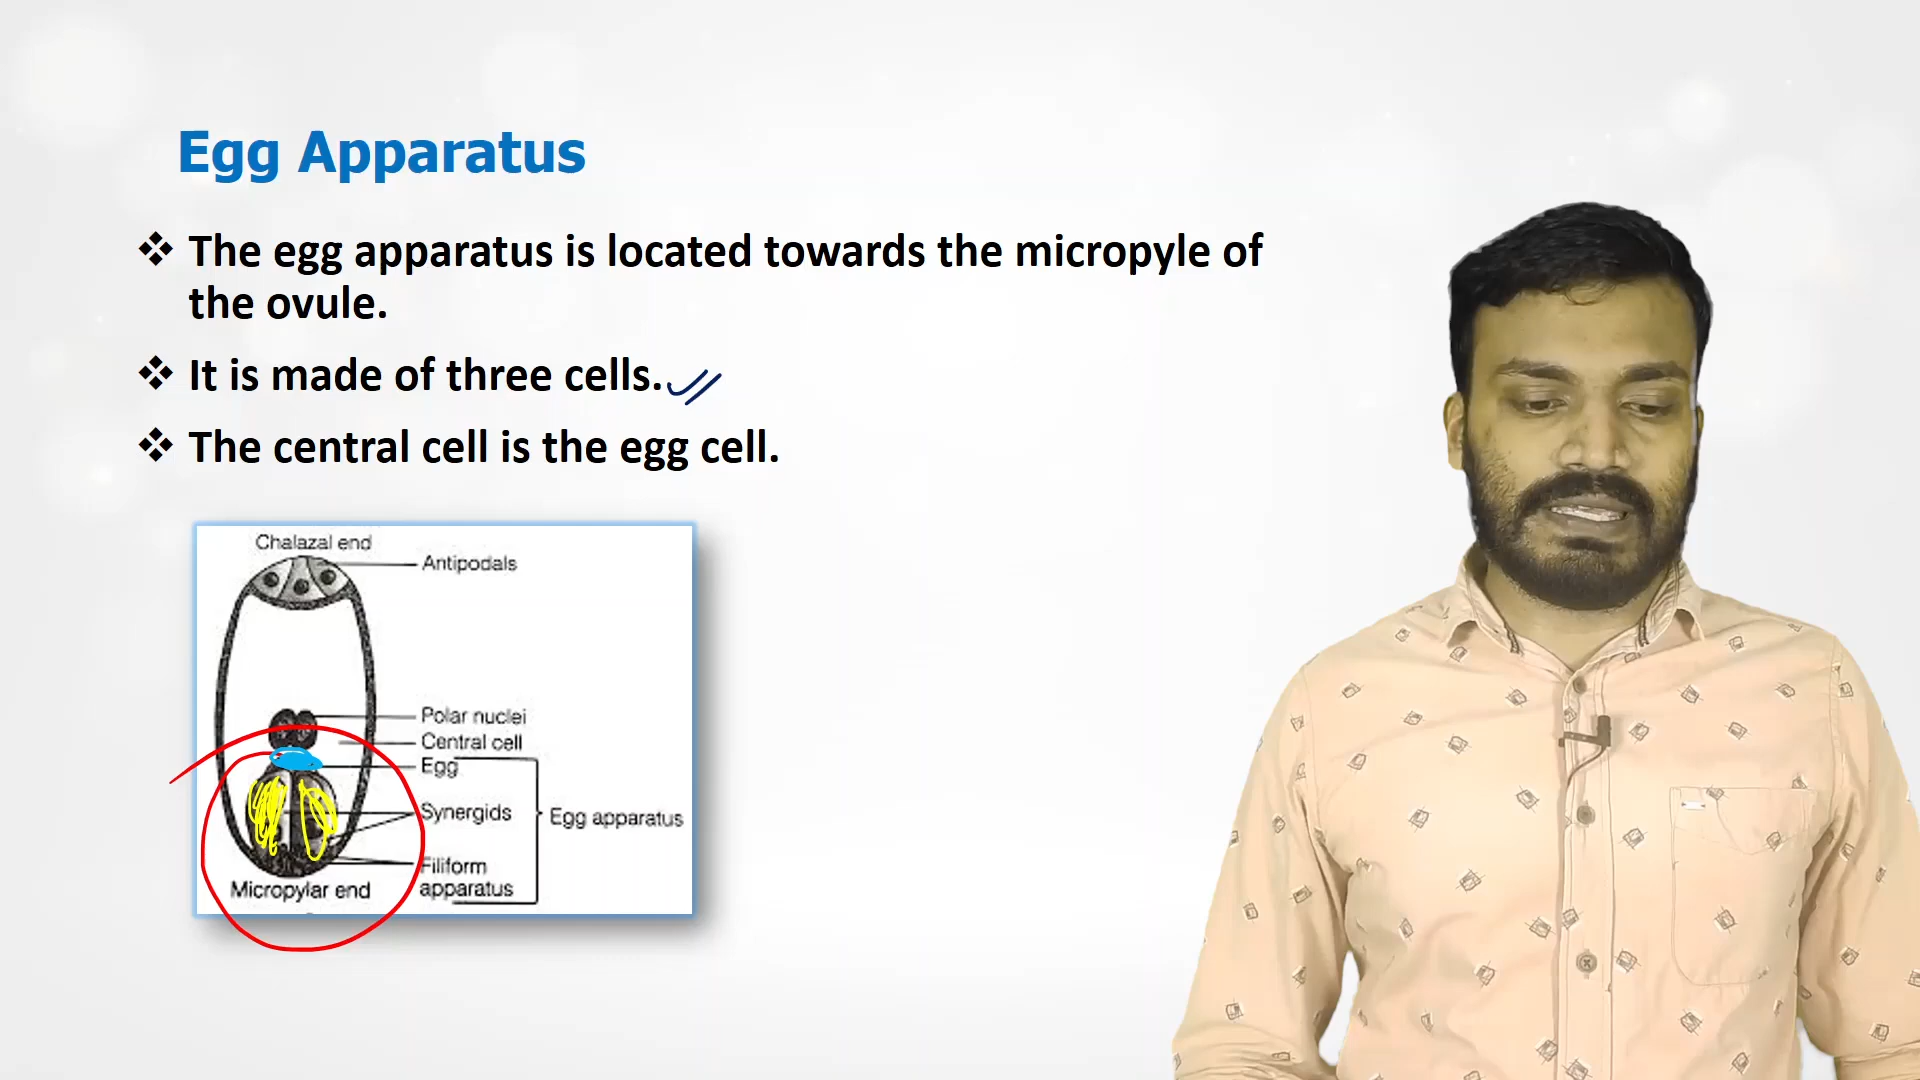 Egg Apparatus
❖ The egg apparatus is located towards the micropyle of
the ovule.
❖ It is made of three cells.
❖ The central cell is the egg cell.
Chalazal end
Antipodals
Polar nuclei
Central cell
Egg
Synergids
Egg apparatus
Filiform
apparatus
Micropylar end